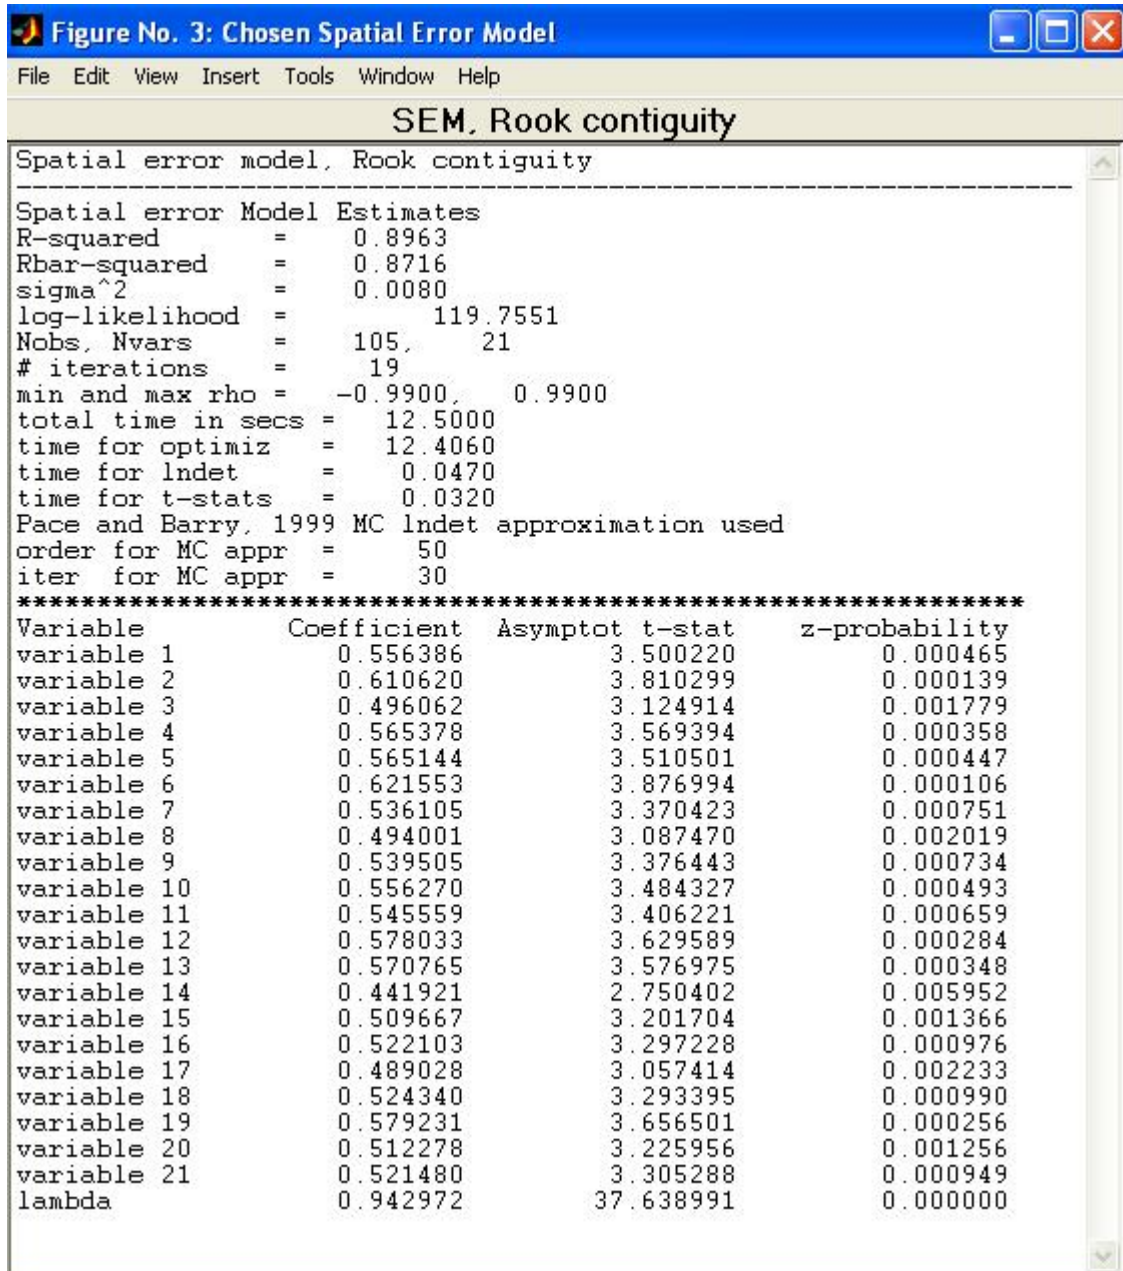 Figure No. 3: Chosen Spatial Error Model
File Edit View Insert Tools Window Help
SEM, Rook contiguity
Spatial error model, Rook contiguity
--------------------------------------------------------------------
Spatial error Model Estimates
R-squared = 0.8963
Rbar-squared = 0.8716
sigma^2 = 0.0080
log-likelihood = 119.7551
Nobs, Nvars = 105, 21
# iterations = 19
min and max rho = -0.9900, 0.9900
total time in secs = 12.5000
time for optimiz = 12.4060
time for lndet = 0.0470
time for t-stats = 0.0320
Pace and Barry, 1999 MC lndet approximation used
order for MC appr = 50
iter for MC appr = 30
***************************************************************
Variable Coefficient Asymptot t-stat z-probability
variable 1 0.556386 3.500220 0.000465
variable 2 0.610620 3.810299 0.000139
variable 3 0.496062 3.124914 0.001779
variable 4 0.565378 3.569394 0.000358
variable 5 0.565144 3.510501 0.000447
variable 6 0.621553 3.876994 0.000106
variable 7 0.536105 3.370423 0.000751
variable 8 0.494001 3.087470 0.002019
variable 9 0.539505 3.376443 0.000734
variable 10 0.556270 3.484327 0.000493
variable 11 0.545559 3.406221 0.000659
variable 12 0.578033 3.629589 0.000284
variable 13 0.570765 3.576975 0.000348
variable 14 0.441921 2.750402 0.005952
variable 15 0.509667 3.201704 0.001366
variable 16 0.522103 3.297228 0.000976
variable 17 0.489028 3.057414 0.002233
variable 18 0.524340 3.293395 0.000990
variable 19 0.579231 3.656501 0.000256
variable 20 0.512278 3.225956 0.001256
variable 21 0.521480 3.305288 0.000949
lambda 0.942972 37.638991 0.000000